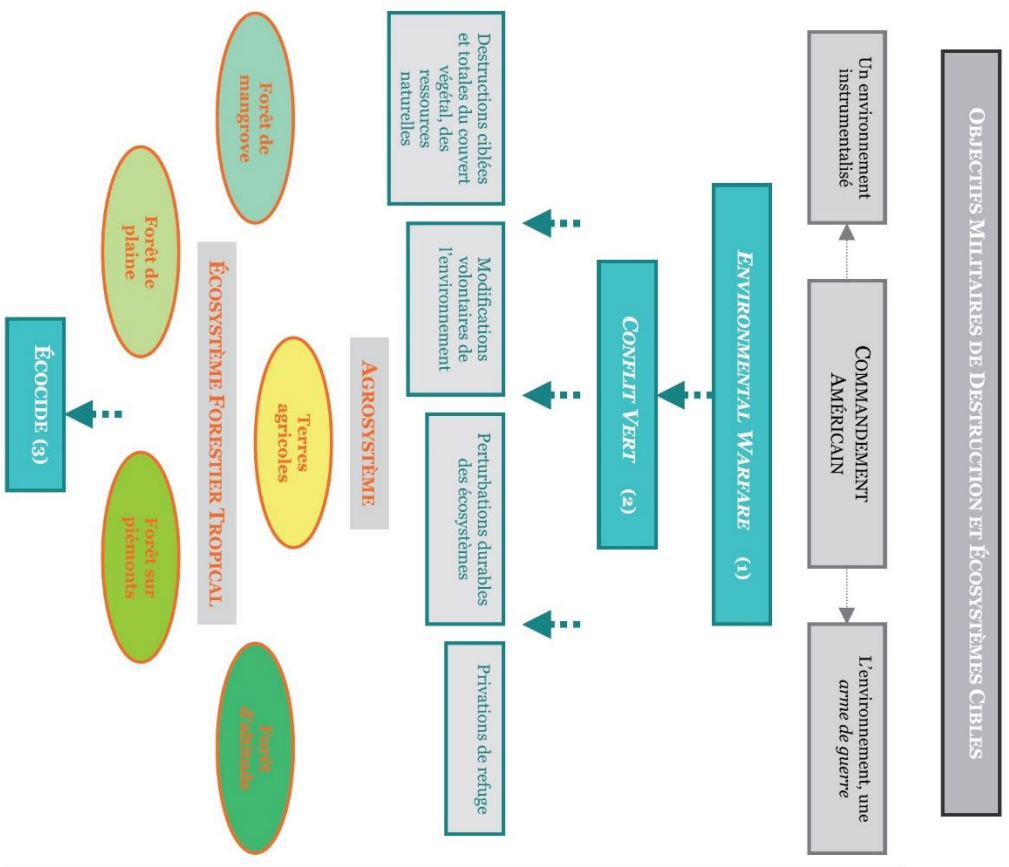 OBJECTIFS MILITAIRES DE DESTRUCTION ET ÉCOSYSTÈMES CIBLES
Un environnement
instrumentalisé
COMMANDEMENT
AMÉRICAIN
L'environnement, une
arme de guerre
ENVIRONMENTAL WARFARE (1)
CONFLIT VERT (2)
Destructions ciblées
et totales du couvert
végétal, des
ressources
naturelles
Modifications
volontaires de
l'environnement
Perturbations durables
des écosystèmes
Privations de refuge
AGROSYSTÈME
Terres
agricoles
Forêt de
mangrove
Forêt
d'altitude
ÉCOSYSTÈME FORESTIER TROPICAL
Forêt de
plaine
Forêt sur
piémonts
ÉCOCIDE (3)